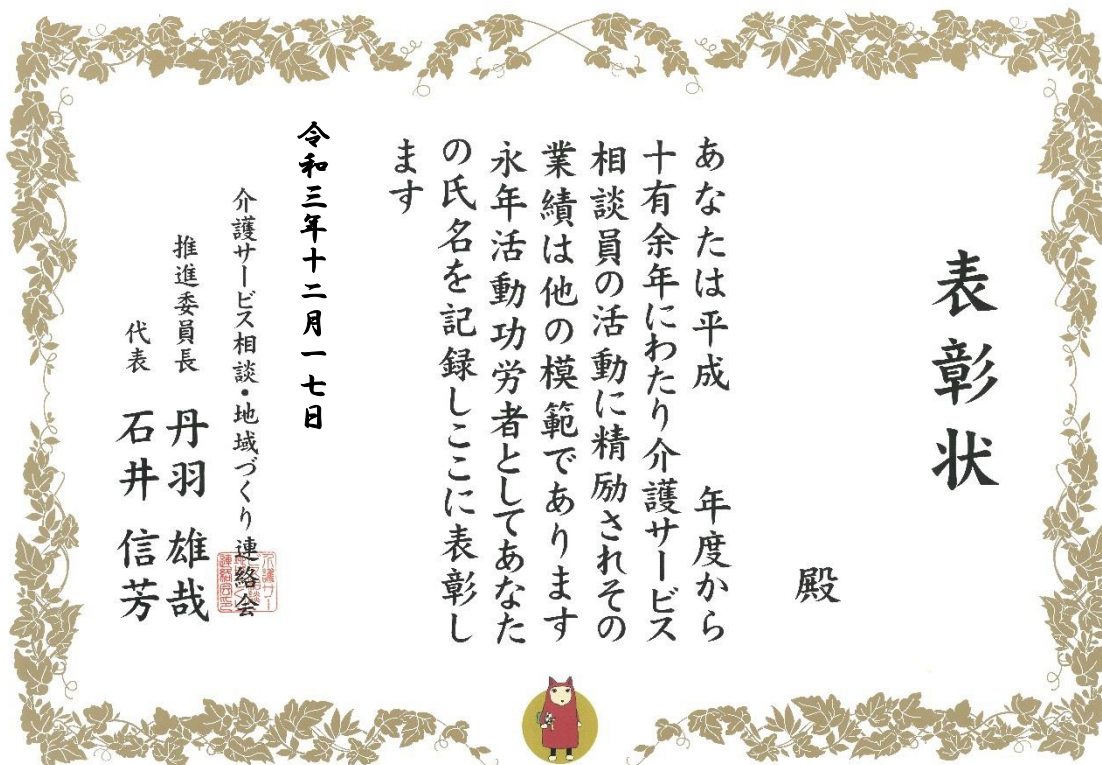 表彰状
殿
あなたは平成　　年度から
十有余年にわたり介護サービス
相談員の活動に精励されその
業績は他の模範であります
永年活動功労者としてあなた
の氏名を記録しここに表彰し
ます
令和三年十二月一七日
介護サービス相談・地域づくり連絡会
推進委員長　丹羽　雄哉
代表　石井　信芳